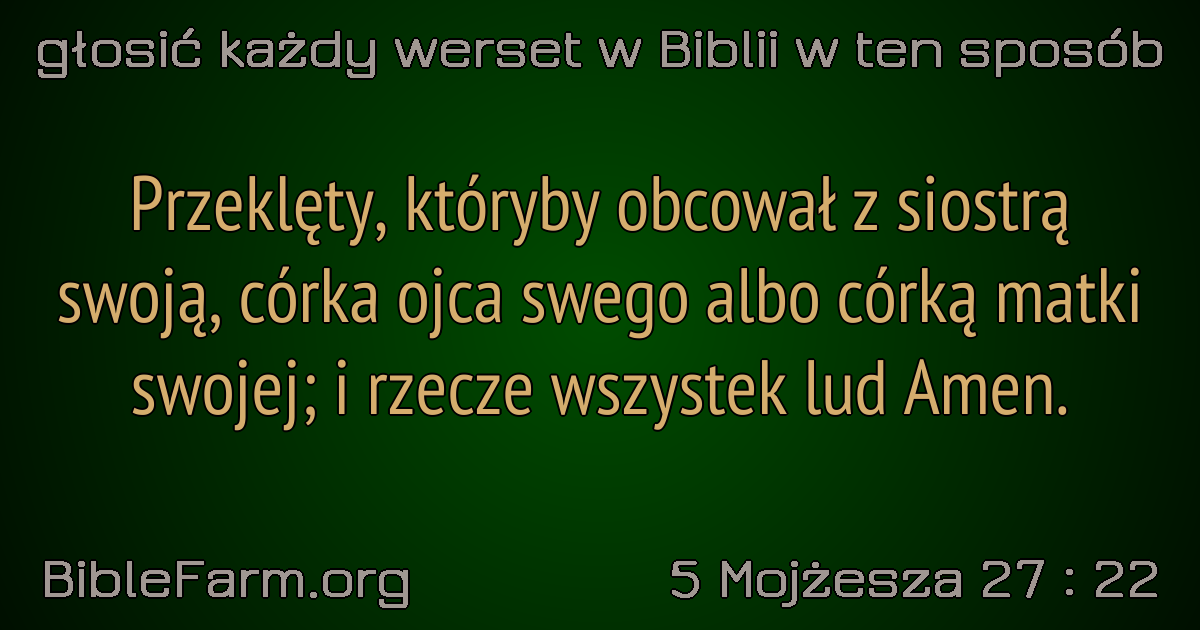 głosić każdy werset w Biblii w ten sposób
Przeklęty, któryby obcował z siostrą
swoją, córka ojca swego albo córką matki
swojej; i rzecze wszystek lud Amen.
BibleFarm.org
5 Mojżesza 27 : 22